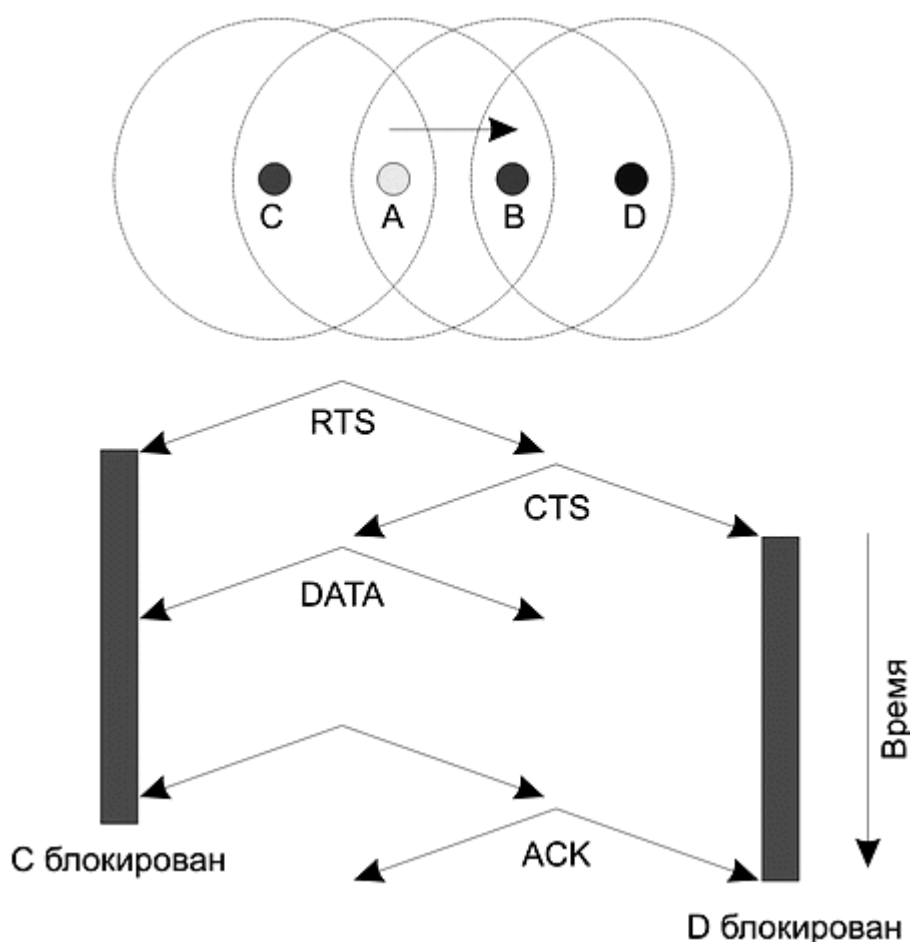 C
A
B
D
RTS
CTS
DATA
Время
ACK
C блокирован
D блокирован